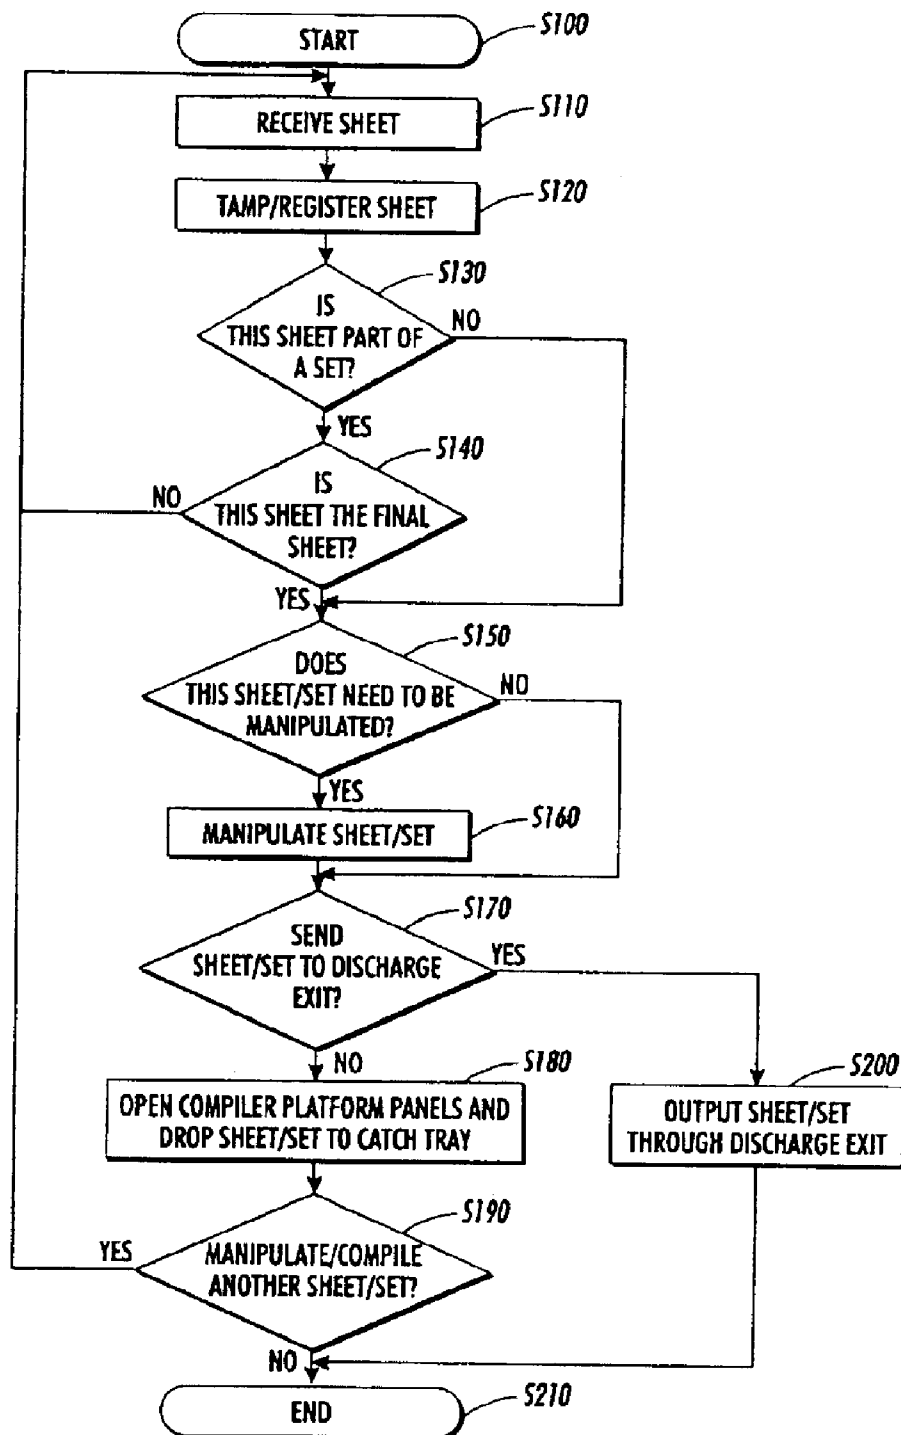 START
S100
RECEIVE SHEET
S110
TAMP/REGISTER SHEET
S120
S130
IS
THIS SHEET PART OF
A SET?
NO
YES
S140
IS
THIS SHEET THE FINAL
SHEET?
NO
YES
S150
DOES
THIS SHEET/SET NEED TO BE
MANIPULATED?
NO
YES
MANIPULATE SHEET/SET
S160
S170
SEND
SHEET/SET TO DISCHARGE
EXIT?
YES
NO
S180
OPEN COMPILER PLATFORM PANELS AND
DROP SHEET/SET TO CATCH TRAY
S200
OUTPUT SHEET/SET
THROUGH DISCHARGE EXIT
S190
MANIPULATE/COMPILE
ANOTHER SHEET/SET?
YES
NO
END
S210